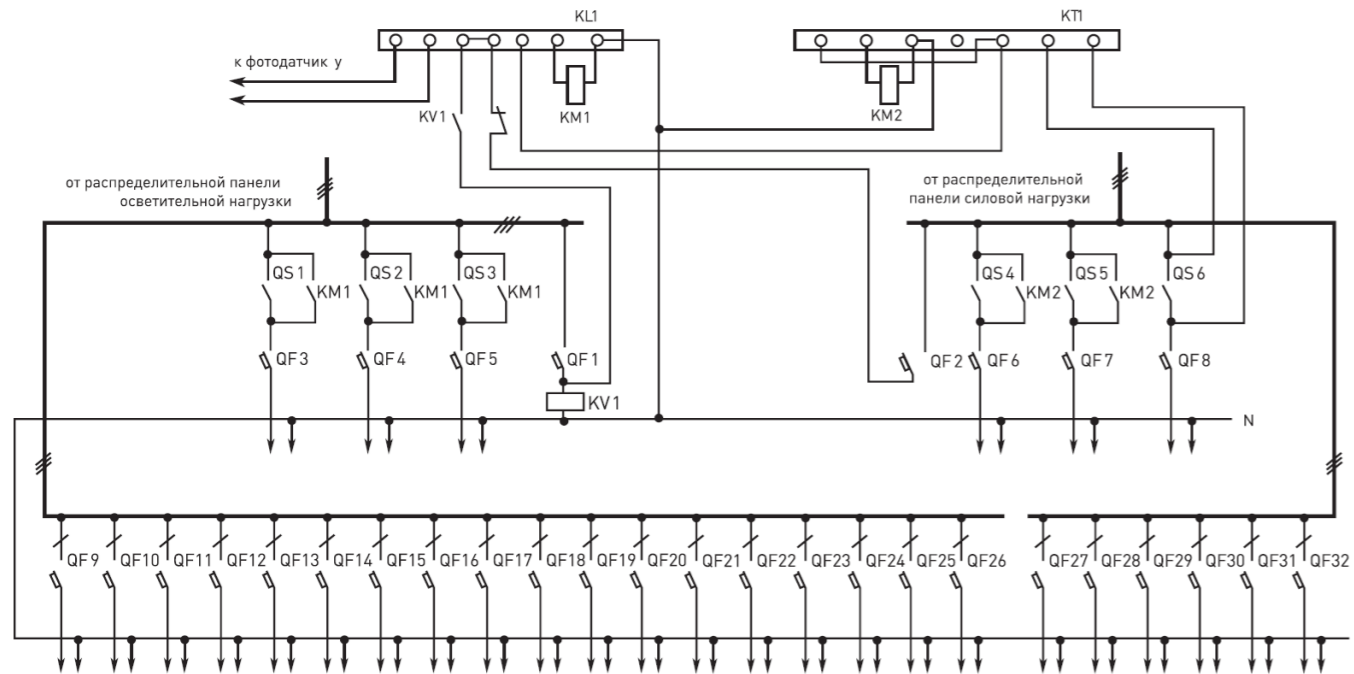 KL1
KT1
к фотодатчик у
KV1
KM1
KM2
от распределительной панели
осветительной нагрузки
от распределительной
панели силовой нагрузки
QS1
KM1
QS2
KM1
QS3
KM1
QS4
KM2
QS5
KM2
QS6
QF3
QF4
QF5
QF1
QF2
QF6
QF7
QF8
KV1
N
QF9
QF10
QF11
QF12
QF13
QF14
QF15
QF16
QF17
QF18
QF19
QF20
QF21
QF22
QF23
QF24
QF25
QF26
QF27
QF28
QF29
QF30
QF31
QF32